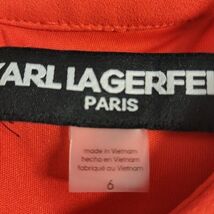 KARL LAGERFEL
PARIS
made in Vietnam
hecho en Vietnam
fabriqué au Vietnam
6